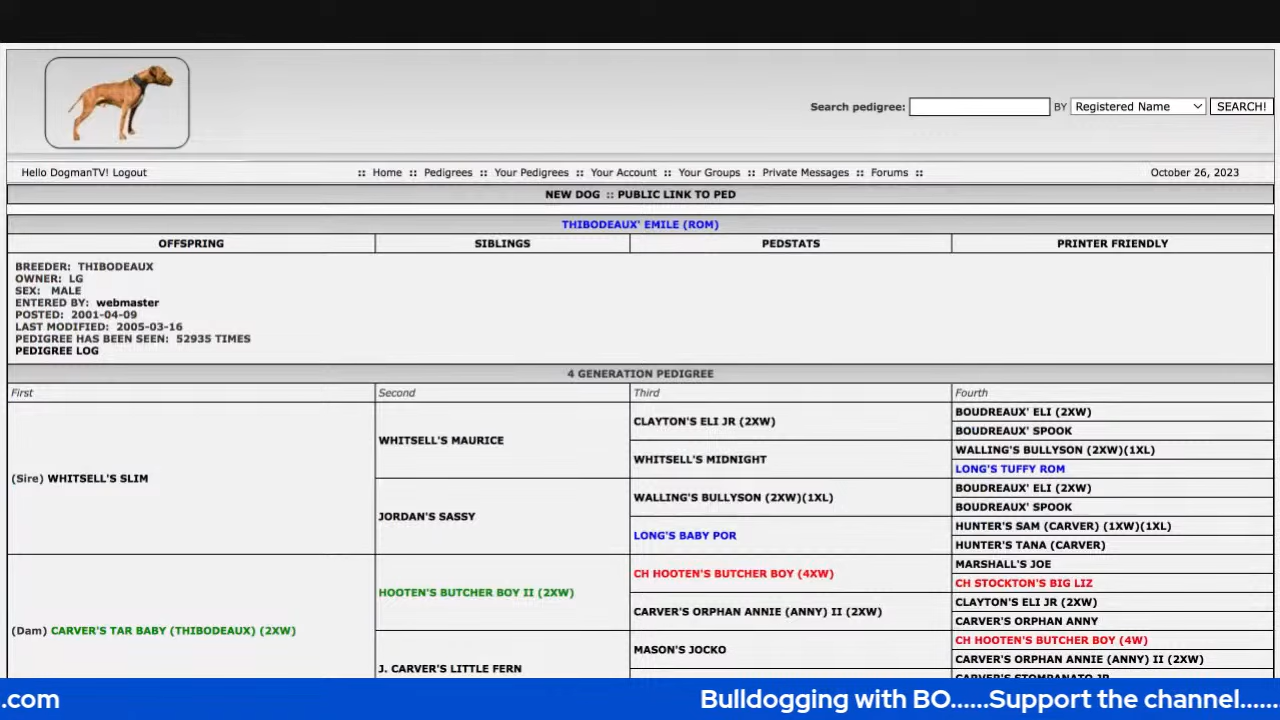 Search pedigree: BY Registered Name SEARCH!
Hello DogmanTV! Logout :: Home :: Pedigrees :: Your Pedigrees :: Your Account :: Your Groups :: Private Messages :: Forums :: October 26, 2023
NEW DOG :: PUBLIC LINK TO PED
THIBODEAUX' EMILE (ROM)
OFFSPRING SIBLINGS PEDSTATS PRINTER FRIENDLY
BREEDER: THIBODEAUX
OWNER: LG
SEX: MALE
ENTERED BY: webmaster
POSTED: 2001-04-09
LAST MODIFIED: 2005-03-16
PEDIGREE HAS BEEN SEEN: 52935 TIMES
PEDIGREE LOG
4 GENERATION PEDIGREE
First Second Third Fourth
(Sire) WHITSELL'S SLIM
WHITSELL'S MAURICE
CLAYTON'S ELI JR (2XW)
BOUDREAUX' ELI (2XW)
BOUDREAUX' SPOOK
WHITSELL'S MIDNIGHT
WALLING'S BULLYSON (2XW)(1XL)
LONG'S TUFFY ROM
JORDAN'S SASSY
WALLING'S BULLYSON (2XW)(1XL)
BOUDREAUX' ELI (2XW)
BOUDREAUX' SPOOK
LONG'S BABY POR
HUNTER'S SAM (CARVER) (1XW)(1XL)
HUNTER'S TANA (CARVER)
(Dam) CARVER'S TAR BABY (THIBODEAUX) (2XW)
HOOTEN'S BUTCHER BOY II (2XW)
CH HOOTEN'S BUTCHER BOY (4XW)
MARSHALL'S JOE
CH STOCKTON'S BIG LIZ
CARVER'S ORPHAN ANNIE (ANNY) II (2XW)
CLAYTON'S ELI JR (2XW)
CARVER'S ORPHAN ANNY
J. CARVER'S LITTLE FERN
MASON'S JOCKO
CH HOOTEN'S BUTCHER BOY (4W)
CARVER'S ORPHAN ANNIE (ANNY) II (2XW)
CARVER'S STOMPANATO JR
.com Bulldogging with BO......Support the channel......